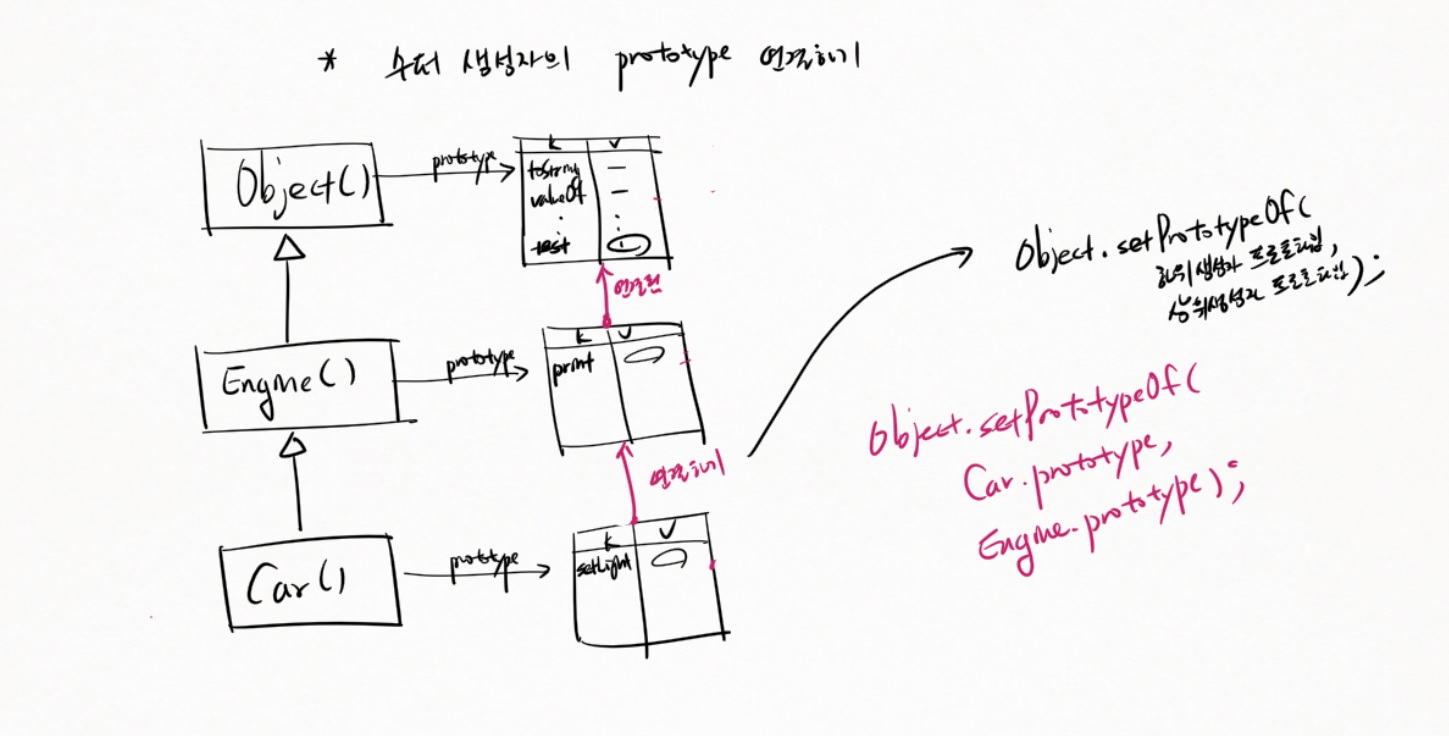 * 수퍼 생성자의 prototype 연결하기
Object()
prototype
K V
toString
valueOf
test
연결됨
Engine()
prototype
K V
print
연결하기
Car()
prototype
K V
setLight
Object.setPrototypeOf(
하위생성자 프로토타입,
상위생성자 프로토타입);
Object.setPrototypeOf(
Car.prototype,
Engine.prototype);